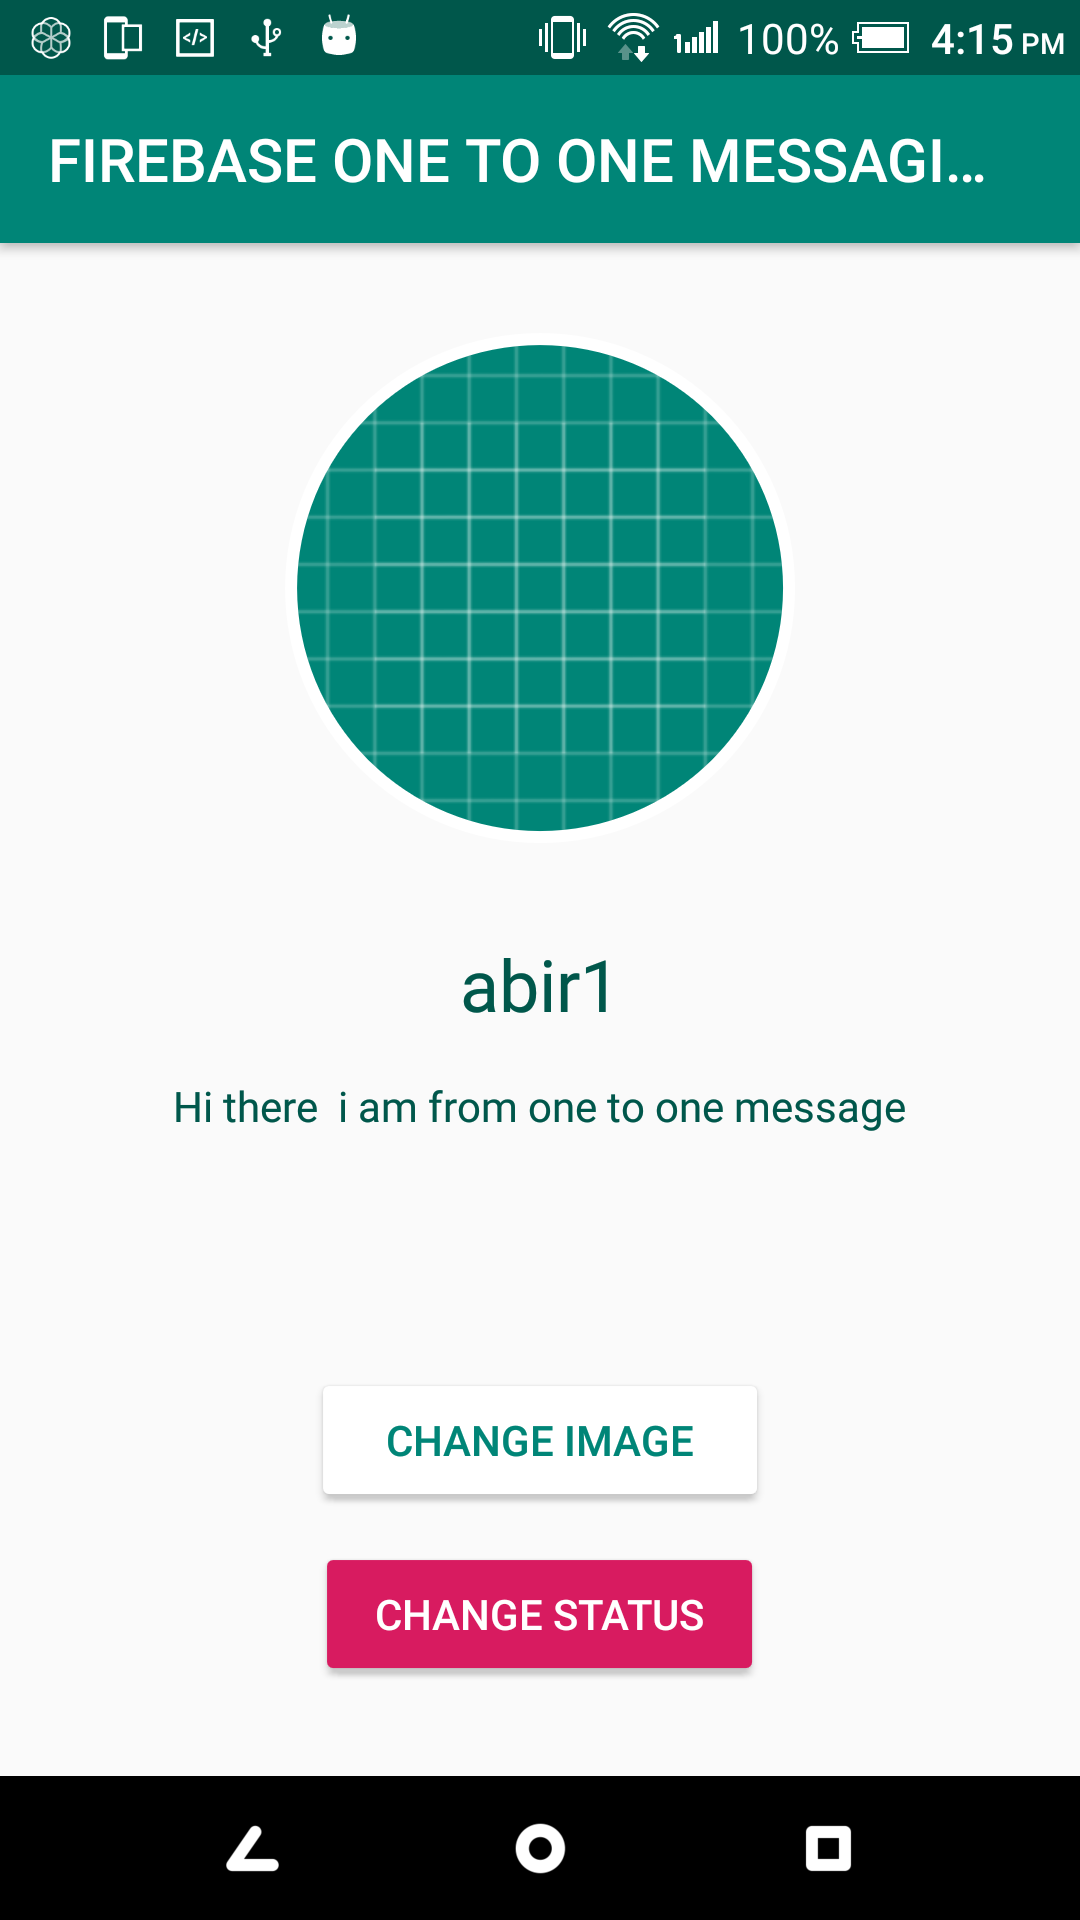 100% 4:15 PM
FIREBASE ONE TO ONE MESSAGI...
abir1
Hi there  i am from one to one message
CHANGE IMAGE
CHANGE STATUS